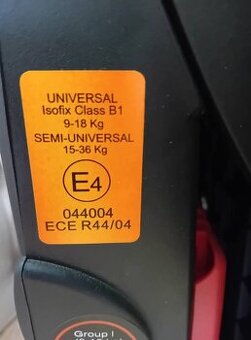 UNIVERSAL
Isofix Class B1
9-18 Kg
SEMI-UNIVERSAL
15-36 Kg
E4
044004
ECE R44/04
Group I